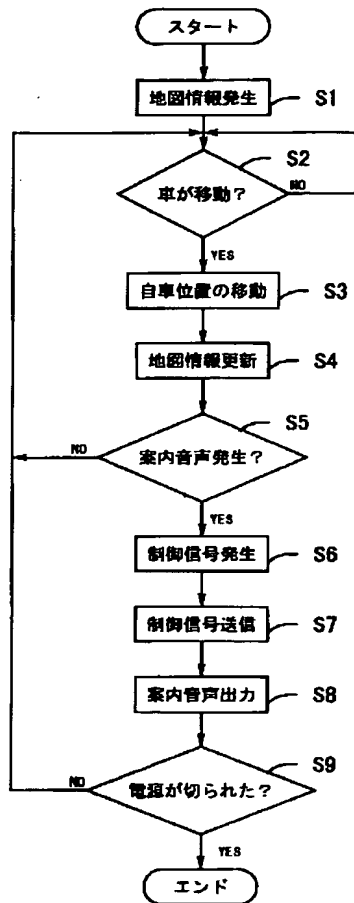 スタート
地図情報発生 S1
S2
車が移動？ NO
YES
自車位置の移動 S3
地図情報更新 S4
S5
NO 案内音声発生？
YES
制御信号発生 S6
制御信号送信 S7
案内音声出力 S8
S9
NO 電源が切られた？
YES
エンド